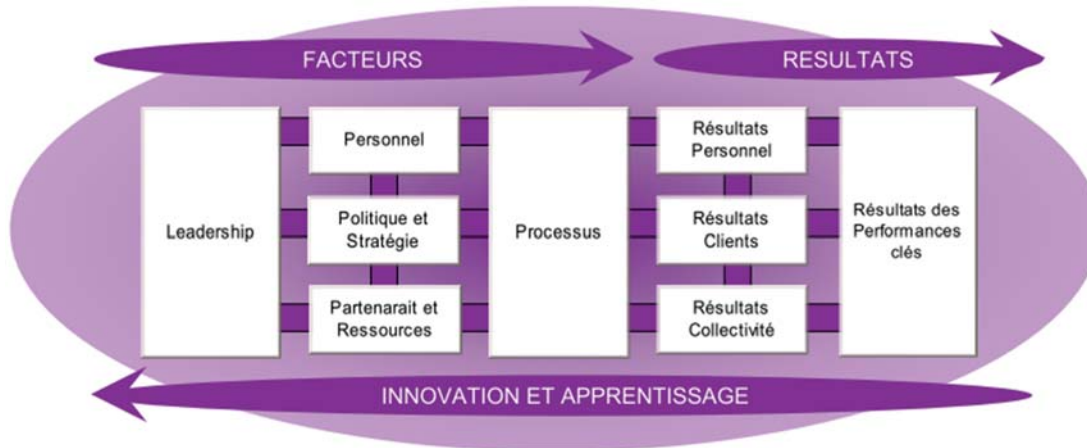 FACTEURS
RESULTATS
Leadership
Personnel
Politique et
Stratégie
Partenarait et
Ressources
Processus
Résultats
Personnel
Résultats
Clients
Résultats
Collectivité
Résultats des
Performances
clés
INNOVATION ET APPRENTISSAGE